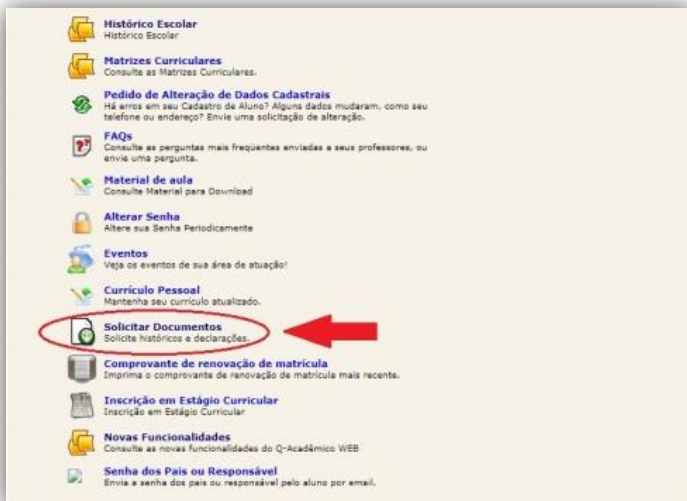 Histórico Escolar
Histórico Escolar
Matrizes Curriculares
Consulte as Matrizes Curriculares.
Pedido de Alteração de Dados Cadastrais
Há erros em seu Cadastro de Aluno? Alguns dados mudaram, como seu
telefone ou endereço? Envie uma solicitação de alteração.
FAQs
Consulte as perguntas mais freqüentes enviadas a seus professores, ou
envie uma pergunta.
Material de aula
Consulte Material para Download
Alterar Senha
Altere sua Senha Periodicamente
Eventos
Veja os eventos de sua área de atuação!
Currículo Pessoal
Mantenha seu currículo atualizado.
Solicitar Documentos
Solicite históricos e declarações.
Comprovante de renovação de matrícula
Imprima o comprovante de renovação de matrícula mais recente.
Inscrição em Estágio Curricular
Inscrição em Estágio Curricular
Novas Funcionalidades
Consulte as novas funcionalidades do Q-Acadêmico WEB
Senha dos Pais ou Responsável
Envia a senha dos pais ou responsável pelo aluno por email.